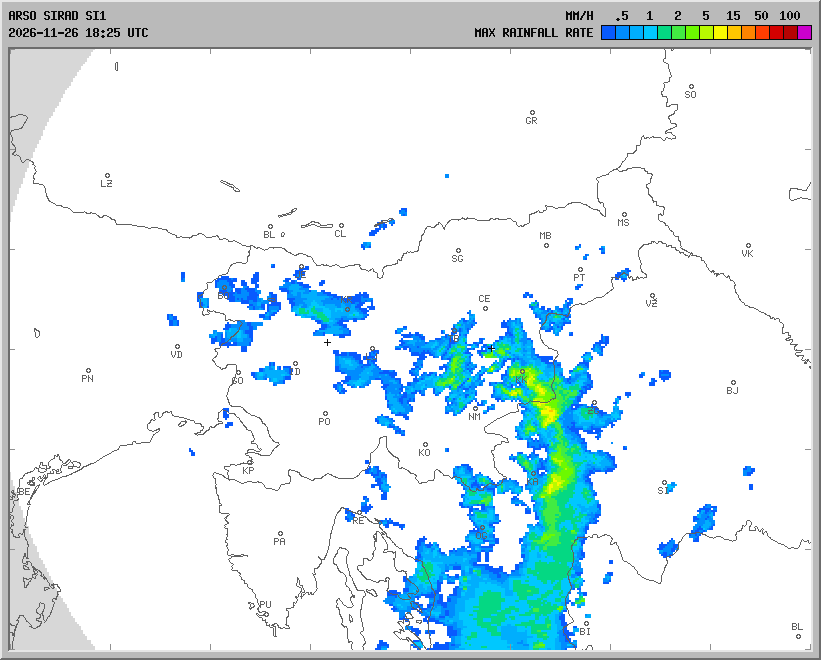 ARSO SIRAD SI1
2026-11-26 18:25 UTC
MM/H .5 1 2 5 15 50 100
MAX RAINFALL RATE
SO
GR
LZ
MS
BL
CL
MB
SG
VK
PT
CE
VZ
VD
PN
GO
BJ
NM
PO
KO
KP
BE
SI
RE
PA
PU
BI
BL